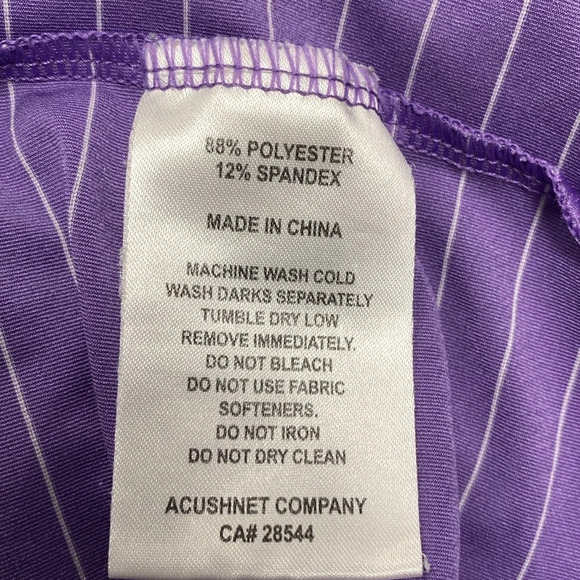 88% POLYESTER
12% SPANDEX
MADE IN CHINA
MACHINE WASH COLD
WASH DARKS SEPARATELY
TUMBLE DRY LOW
REMOVE IMMEDIATELY.
DO NOT BLEACH
DO NOT USE FABRIC
SOFTENERS.
DO NOT IRON
DO NOT DRY CLEAN
ACUSHNET COMPANY
CA# 28544